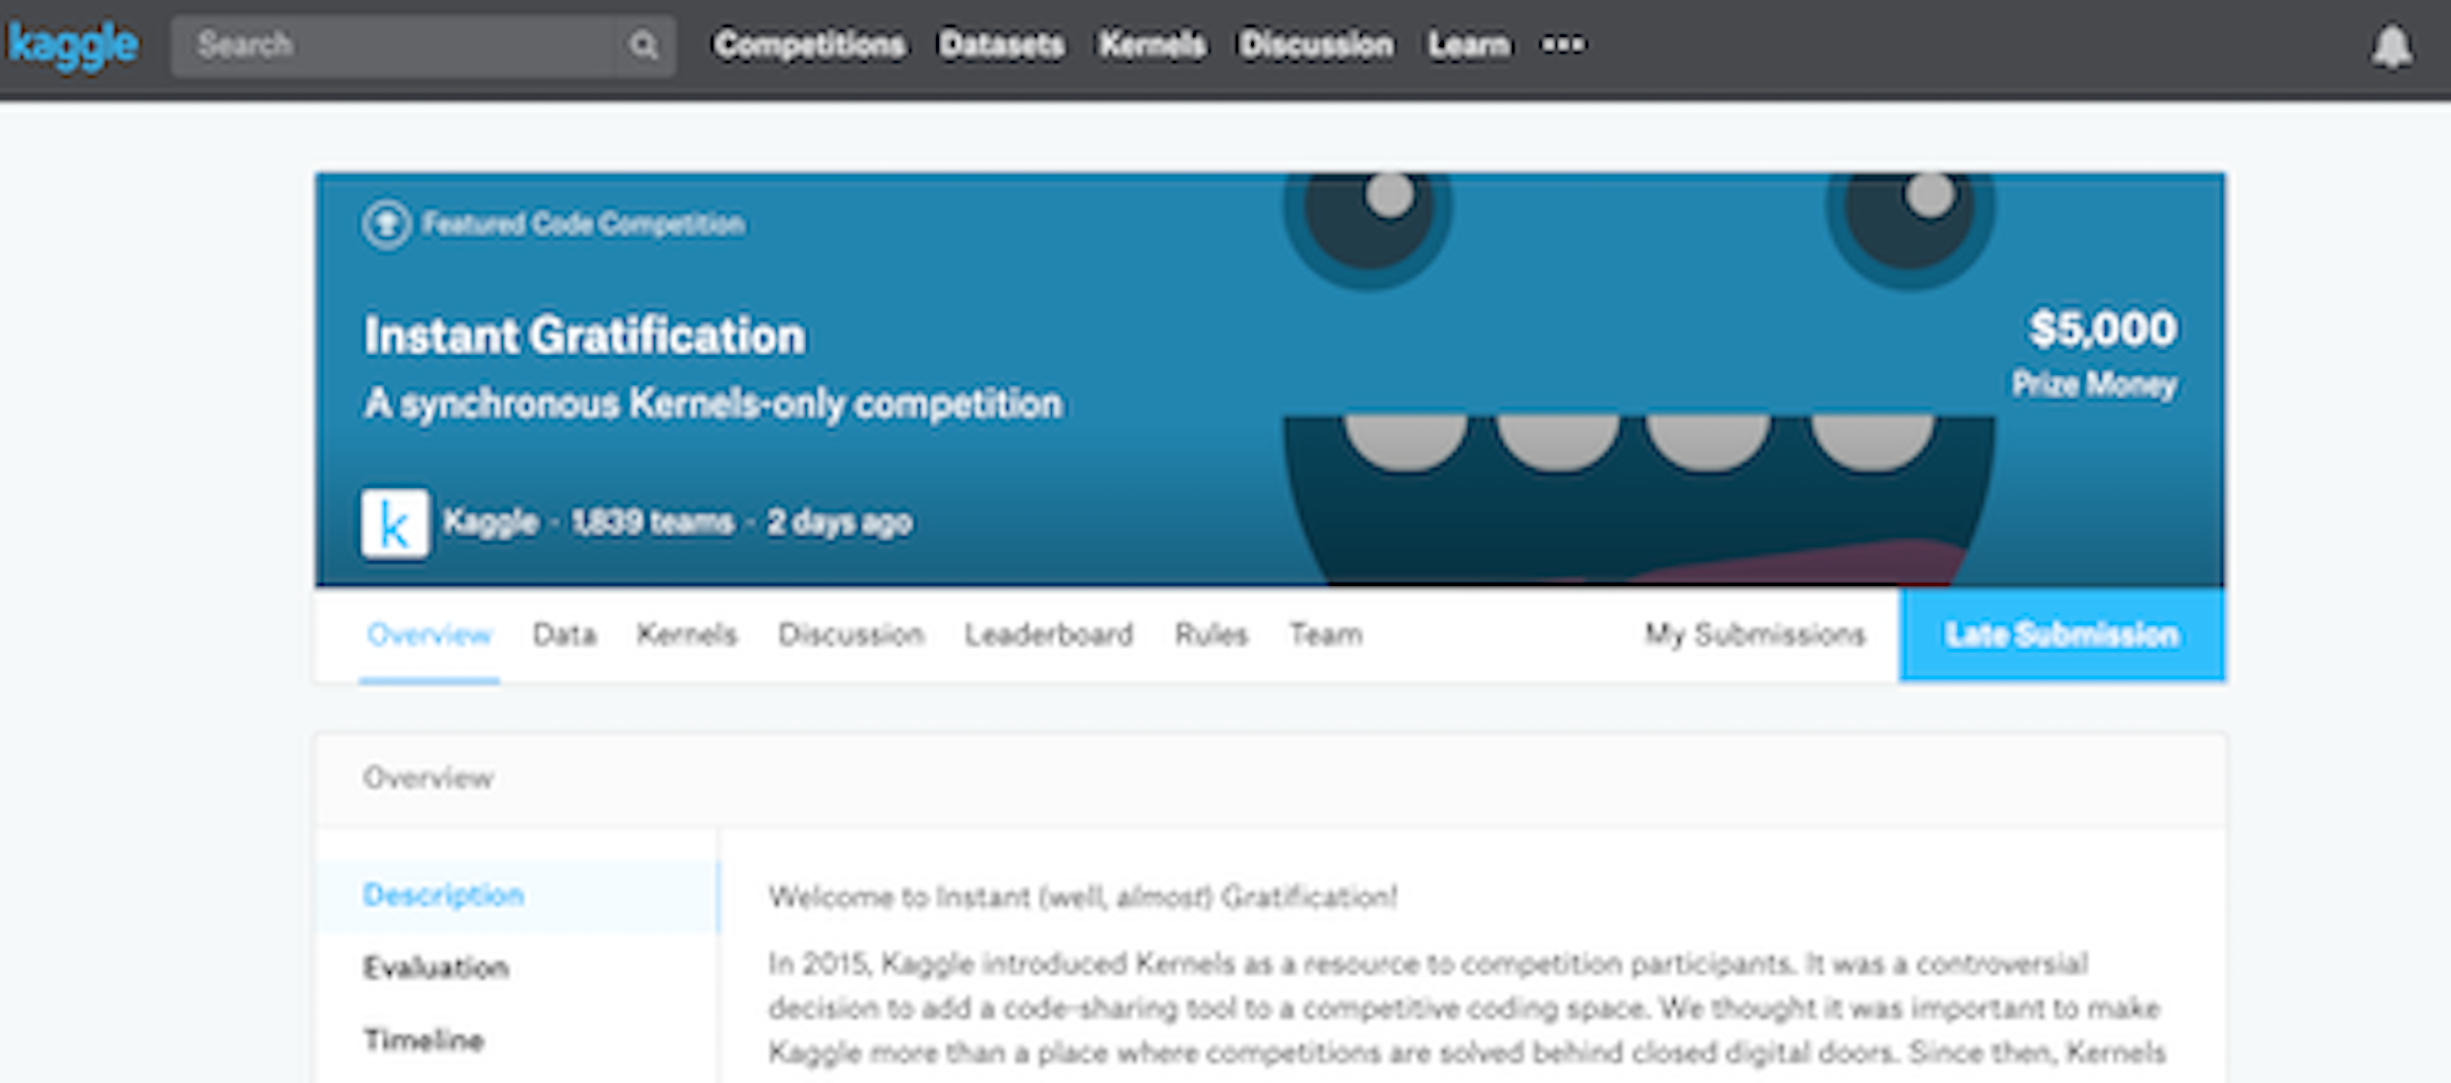 kaggle Search Competitions Datasets Kernels Discussion Learn •••
Featured Code Competition
Instant Gratification
A synchronous Kernels-only competition
$5,000
Prize Money
k Kaggle · 1,839 teams · 2 days ago
Overview Data Kernels Discussion Leaderboard Rules Team My Submissions Late Submission
Overview
Description
Evaluation
Timeline
Welcome to Instant (well, almost) Gratification!
In 2015, Kaggle introduced Kernels as a resource to competition participants. It was a controversial
decision to add a code-sharing tool to a competitive coding space. We thought it was important to make
Kaggle more than a place where competitions are solved behind closed digital doors. Since then, Kernels